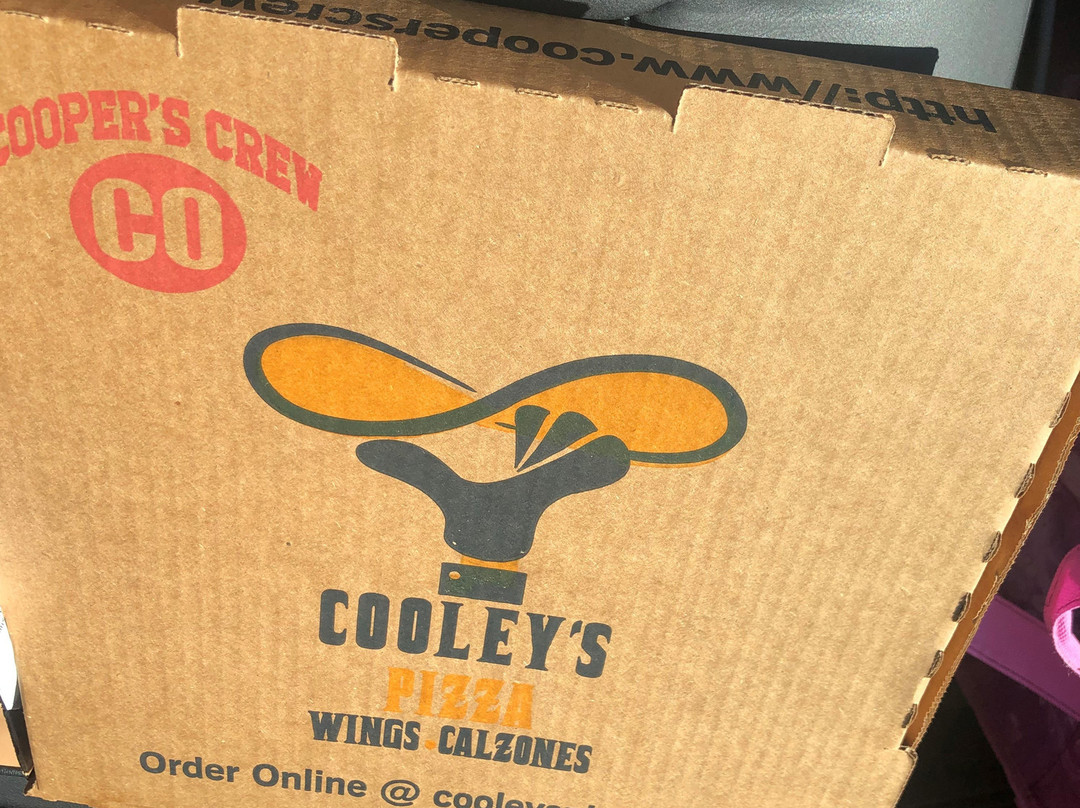 http://www.cooperscrew
COOPER'S CREW
CO
COOLEY'S
PIZZA
WINGS.CALZONES
Order Online @